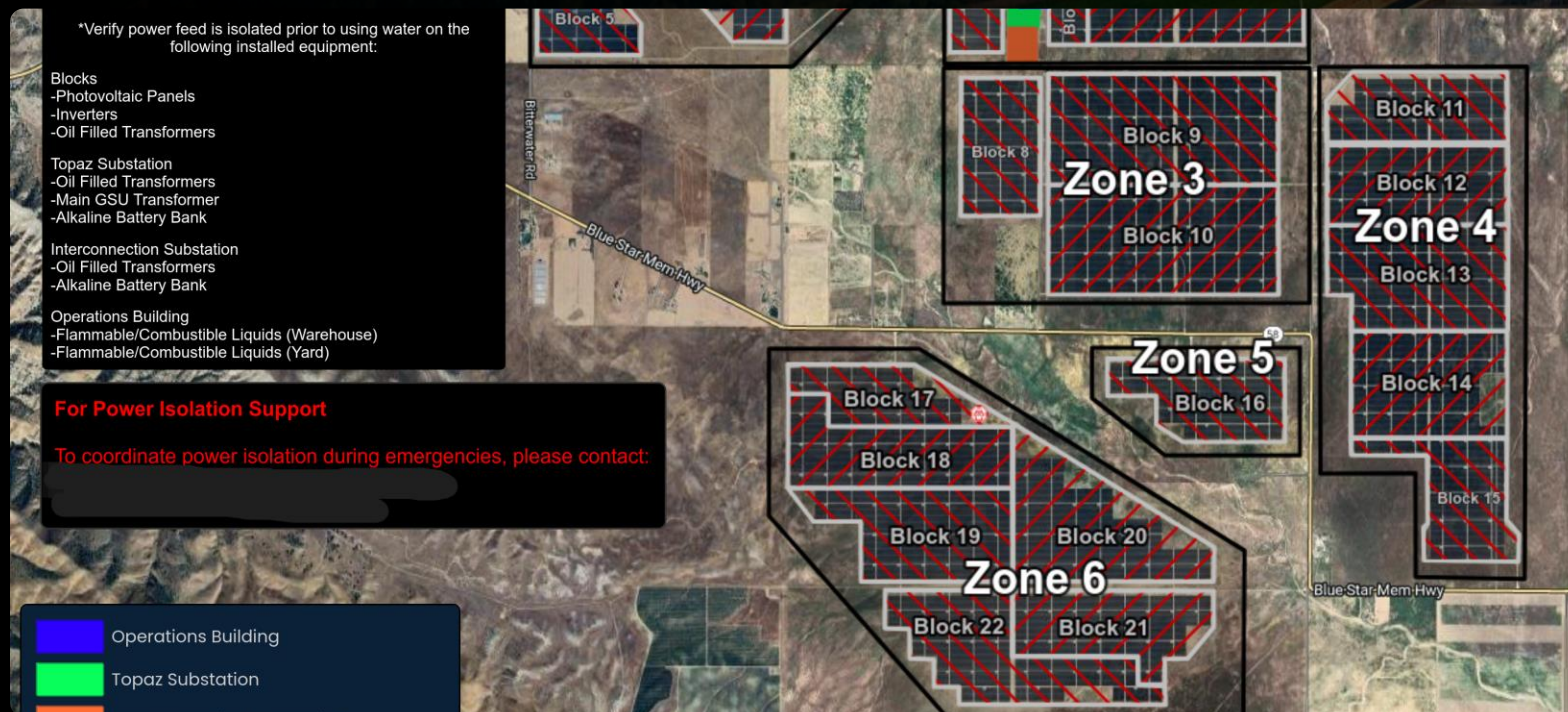 *Verify power feed is isolated prior to using water on the
following installed equipment:
Blocks
-Photovoltaic Panels
-Inverters
-Oil Filled Transformers
Topaz Substation
-Oil Filled Transformers
-Main GSU Transformer
-Alkaline Battery Bank
Interconnection Substation
-Oil Filled Transformers
-Alkaline Battery Bank
Operations Building
-Flammable/Combustible Liquids (Warehouse)
-Flammable/Combustible Liquids (Yard)
For Power Isolation Support
To coordinate power isolation during emergencies, please contact:
Operations Building
Topaz Substation
Block 5
Bitterwater Rd
Blue Star Mem Hwy
Block 8
Block 9
Zone 3
Block 10
Block 11
Block 12
Zone 4
Block 13
Block 14
Block 15
58
Zone 5
Block 16
Block 17
Block 18
Block 19
Block 20
Zone 6
Block 22
Block 21
Blue Star Mem Hwy